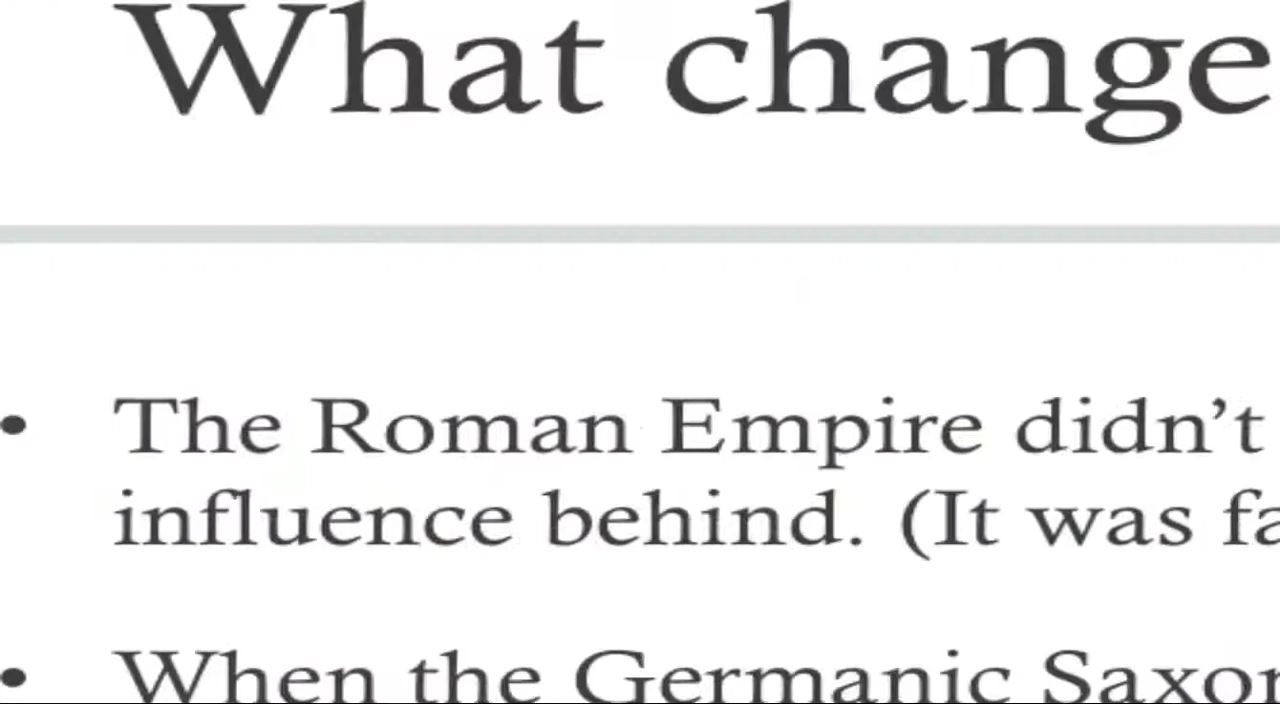 What change
• The Roman Empire didn’t
influence behind. (It was fa
• When the Germanic Saxon